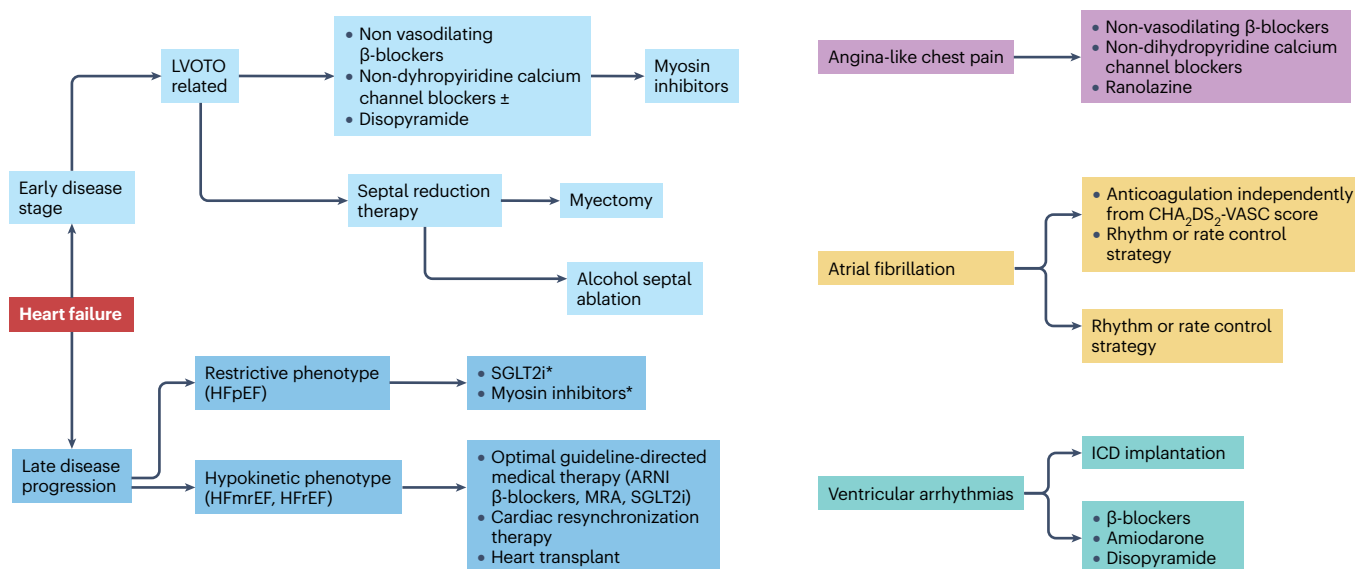 LVOTO
related
• Non vasodilating
β-blockers
• Non-dyhropyiridine calcium
channel blockers ±
• Disopyramide
Myosin
inhibitors
Early disease
stage
Septal reduction
therapy
Myectomy
Alcohol septal
ablation
Heart failure
Restrictive phenotype
(HFpEF)
• SGLT2i*
• Myosin inhibitors*
Late disease
progression
Hypokinetic phenotype
(HFmrEF, HFrEF)
• Optimal guideline-directed
medical therapy (ARNI
β-blockers, MRA, SGLT2i)
• Cardiac resynchronization
therapy
• Heart transplant
Angina-like chest pain
• Non-vasodilating β-blockers
• Non-dihydropyridine calcium
channel blockers
• Ranolazine
Atrial fibrillation
• Anticoagulation independently
from CHA₂DS₂-VASC score
• Rhythm or rate control
strategy
Rhythm or rate control
strategy
Ventricular arrhythmias
ICD implantation
• β-blockers
• Amiodarone
• Disopyramide